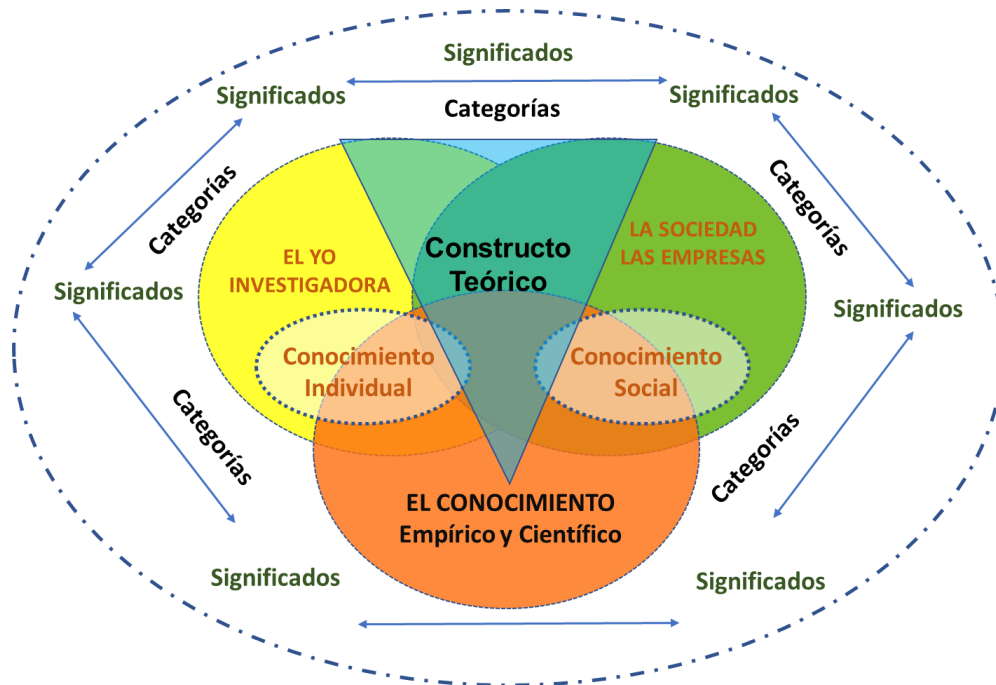 Significados
Significados
Significados
Categorías
Categorías
Categorías
LA SOCIEDAD
LAS EMPRESAS
Constructo
Teórico
EL YO
INVESTIGADORA
Significados
Significados
Conocimiento
Individual
Conocimiento
Social
Categorías
Categorías
EL CONOCIMIENTO
Empírico y Científico
Significados
Significados